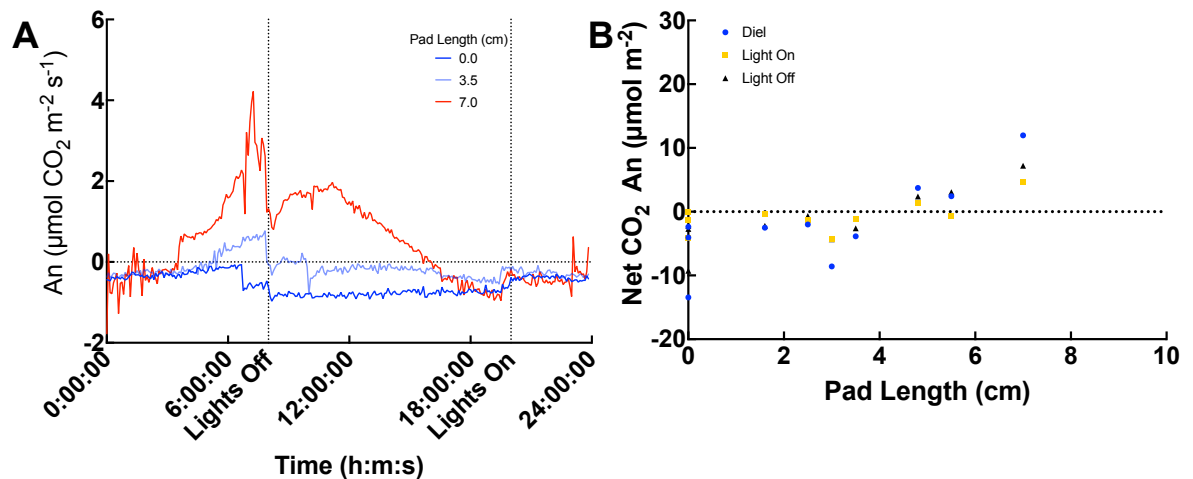 A
An (µmol CO2 m-2 s-1)
6
4
2
0
-2
Pad Length (cm)
0.0
3.5
7.0
0:00:00
6:00:00
Lights Off
12:00:00
18:00:00
Lights On
24:00:00
Time (h:m:s)
B
Net CO2 An (µmol m-2)
30
20
10
0
-10
-20
Diel
Light On
Light Off
0
2
4
6
8
10
Pad Length (cm)